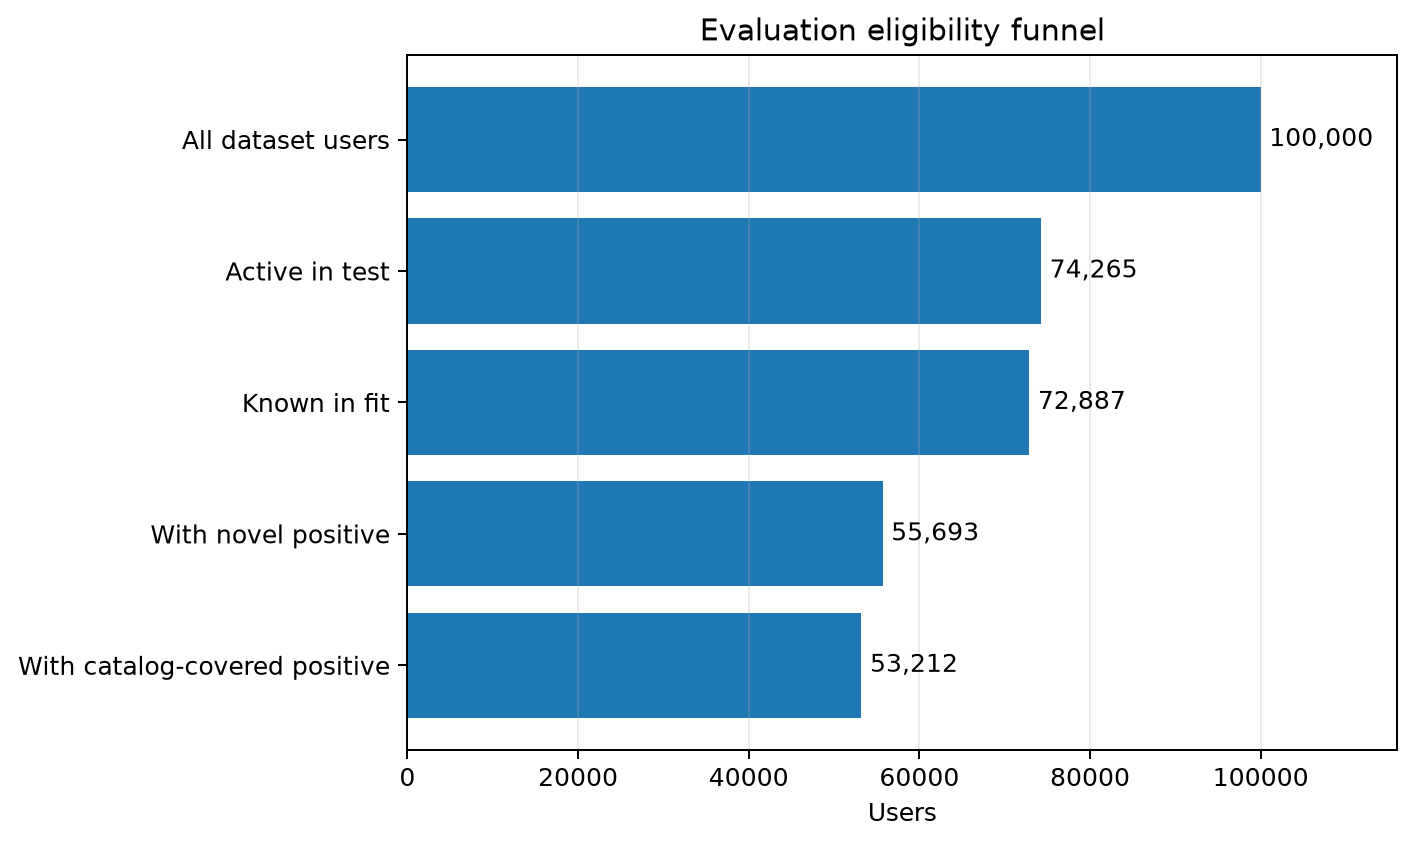 Evaluation eligibility funnel
All dataset users
100,000
Active in test
74,265
Known in fit
72,887
With novel positive
55,693
With catalog-covered positive
53,212
0 20000 40000 60000 80000 100000
Users